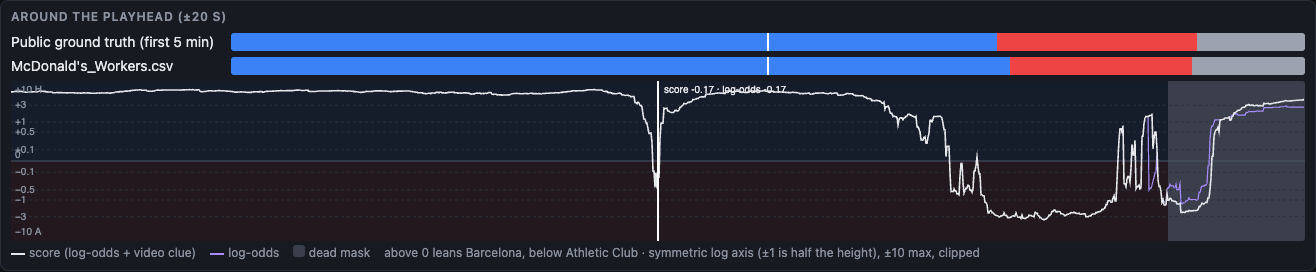 AROUND THE PLAYHEAD (±20 S)
Public ground truth (first 5 min)
McDonald's_Workers.csv
+10 H
score -0.17 · log-odds -0.17
+3
+1
+0.5
+0.1
0
−0.1
−0.5
−1
−3
−10 A
score (log-odds + video clue) log-odds dead mask above 0 leans Barcelona, below Athletic Club · symmetric log axis (±1 is half the height), ±10 max, clipped